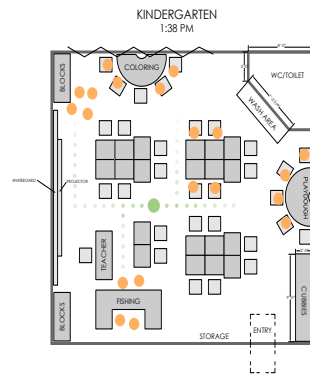 KINDERGARTEN
1:38 PM
BLOCKS
COLORING
WC/TOILET
WASH AREA
WHITEBOARD
PROJECTOR
PLAYDOUGH
TEACHER
FISHING
BLOCKS
CUBBIES
STORAGE
ENTRY